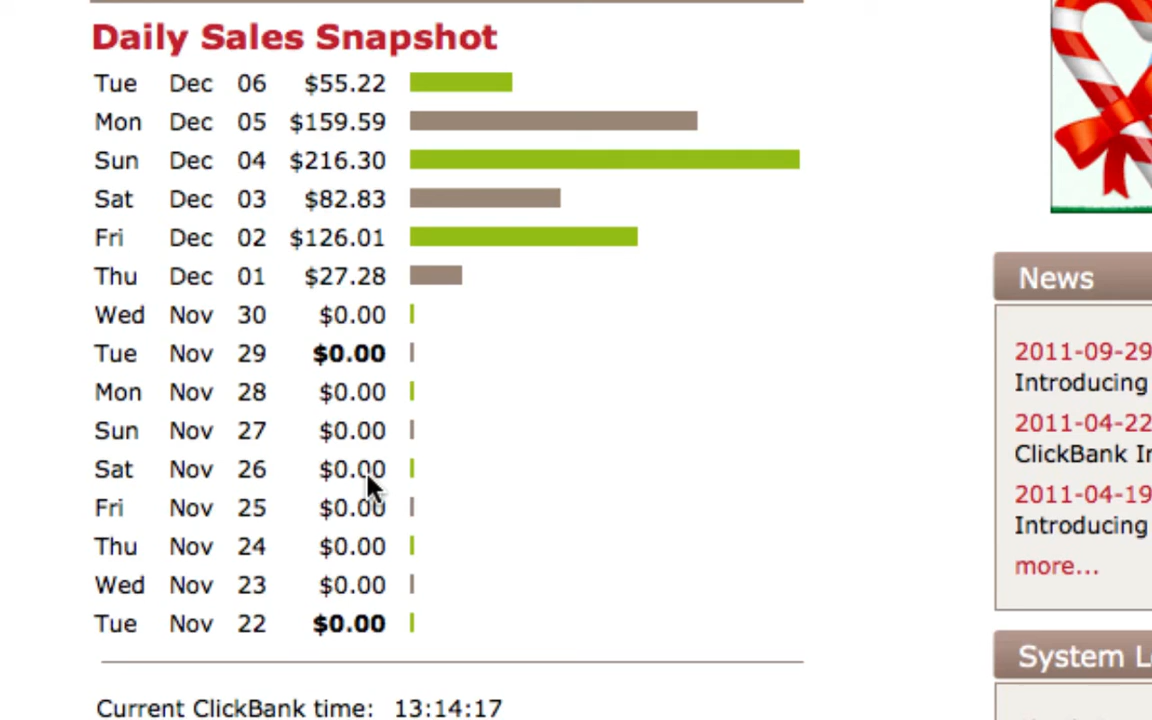 Daily Sales Snapshot
Tue Dec 06 $55.22
Mon Dec 05 $159.59
Sun Dec 04 $216.30
Sat Dec 03 $82.83
Fri Dec 02 $126.01
Thu Dec 01 $27.28
Wed Nov 30 $0.00
Tue Nov 29 $0.00
Mon Nov 28 $0.00
Sun Nov 27 $0.00
Sat Nov 26 $0.00
Fri Nov 25 $0.00
Thu Nov 24 $0.00
Wed Nov 23 $0.00
Tue Nov 22 $0.00
Current ClickBank time: 13:14:17
News
2011-09-29
Introducing
2011-04-22
ClickBank
2011-04-19
Introducing
more...
System